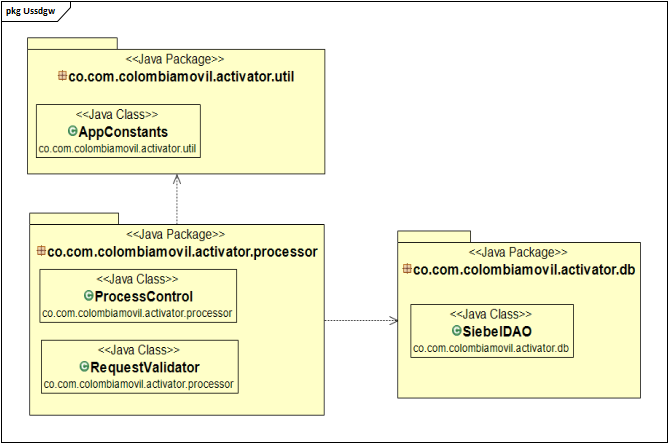 pkg Ussdgw
<<Java Package>>
co.com.colombiamovil.activator.util
<<Java Class>>
AppConstants
co.com.colombiamovil.activator.util
<<Java Package>>
co.com.colombiamovil.activator.processor
<<Java Class>>
ProcessControl
co.com.colombiamovil.activator.processor
<<Java Class>>
RequestValidator
co.com.colombiamovil.activator.processor
<<Java Package>>
co.com.colombiamovil.activator.db
<<Java Class>>
SiebelDAO
co.com.colombiamovil.activator.db